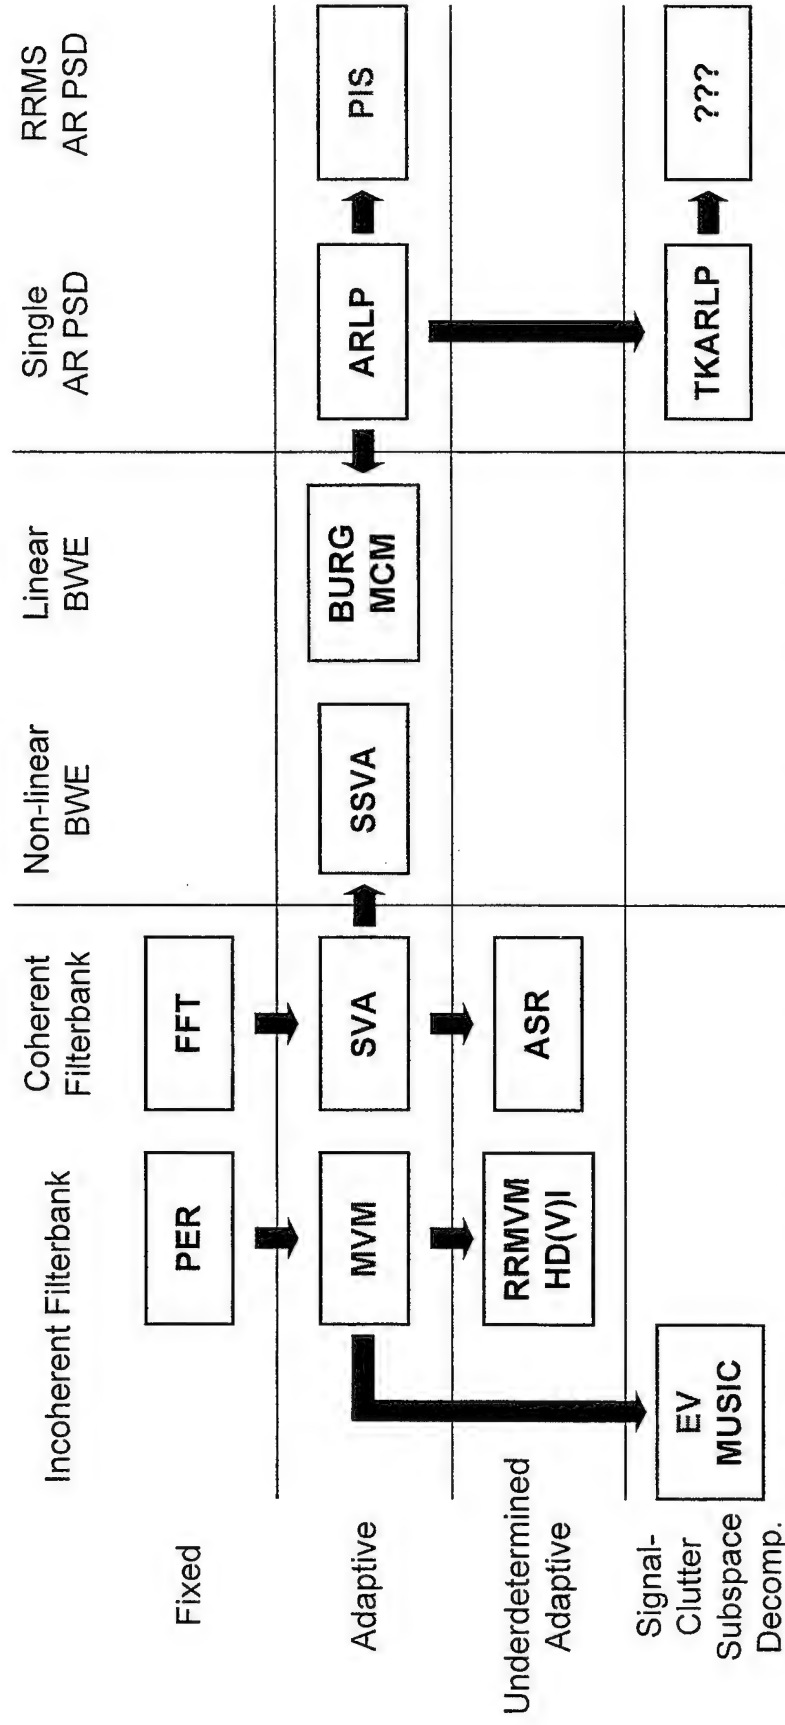 Incoherent Filterbank
Coherent
Filterbank
Non-linear
BWE
Linear
BWE
Single
AR PSD
RRMS
AR PSD
Fixed
PER
FFT
Adaptive
MVM
SVA
SSVA
BURG
MCM
ARLP
PIS
Underdetermined
Adaptive
RRMVM
HD(V)I
ASR
Signal-
Clutter
Subspace
Decomp.
EV
MUSIC
TKARLP
???